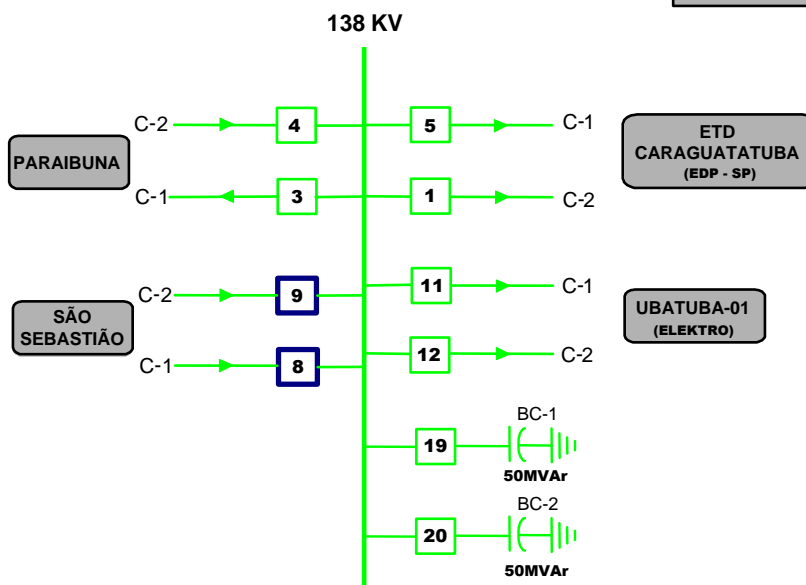 138 KV
C-2
4
5
C-1
PARAIBUNA
ETD
CARAGUATATUBA
(EDP - SP)
C-1
3
1
C-2
C-2
9
11
C-1
SÃO
SEBASTIÃO
UBATUBA-01
(ELEKTRO)
C-1
8
12
C-2
BC-1
19
50MVAr
BC-2
20
50MVAr